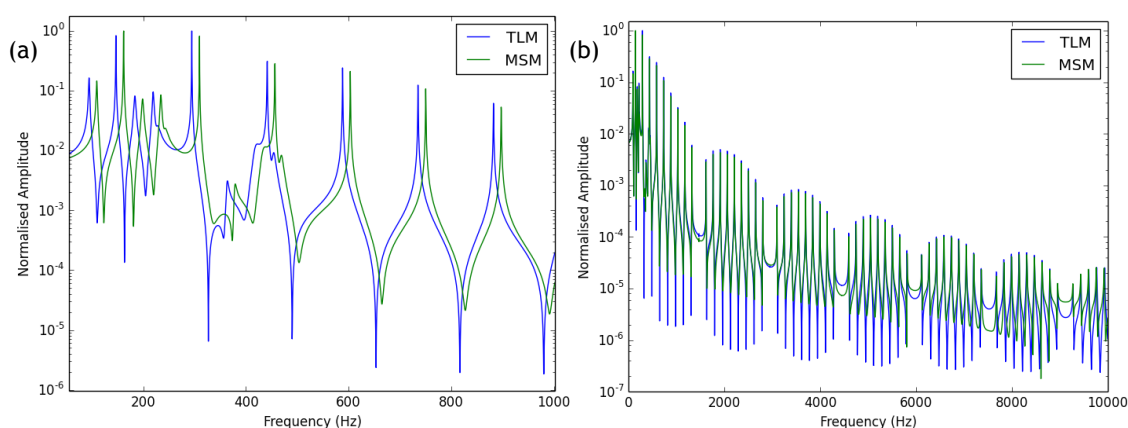 (a)
TLM
MSM
Normalised Amplitude
10^0
10^-1
10^-2
10^-3
10^-4
10^-5
10^-6
200
400
600
800
1000
Frequency (Hz)
(b)
TLM
MSM
Normalised Amplitude
10^0
10^-1
10^-2
10^-3
10^-4
10^-5
10^-6
10^-7
0
2000
4000
6000
8000
10000
Frequency (Hz)